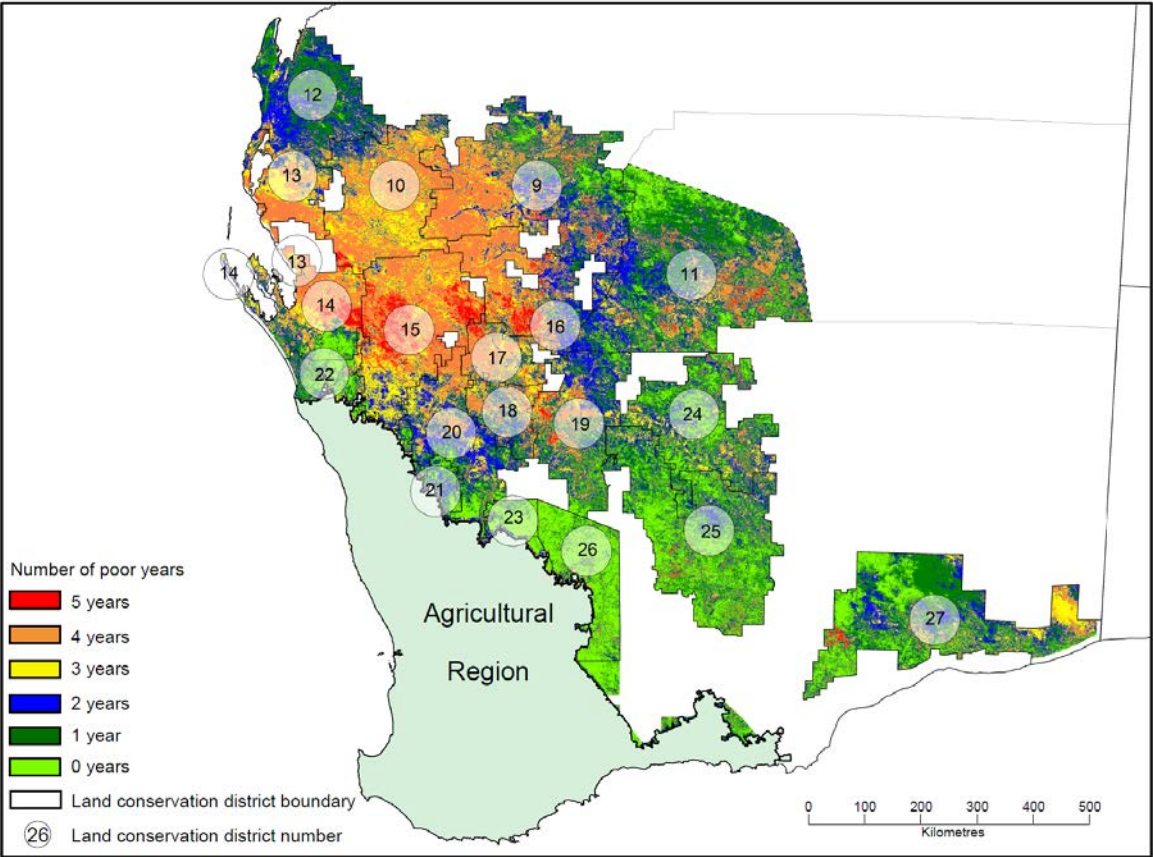 12
13
10
9
13
14
11
14
15
16
17
22
18
24
19
20
21
23
25
26
27
Agricultural
Region
Number of poor years
5 years
4 years
3 years
2 years
1 year
0 years
Land conservation district boundary
26 Land conservation district number
0 100 200 300 400 500
Kilometres